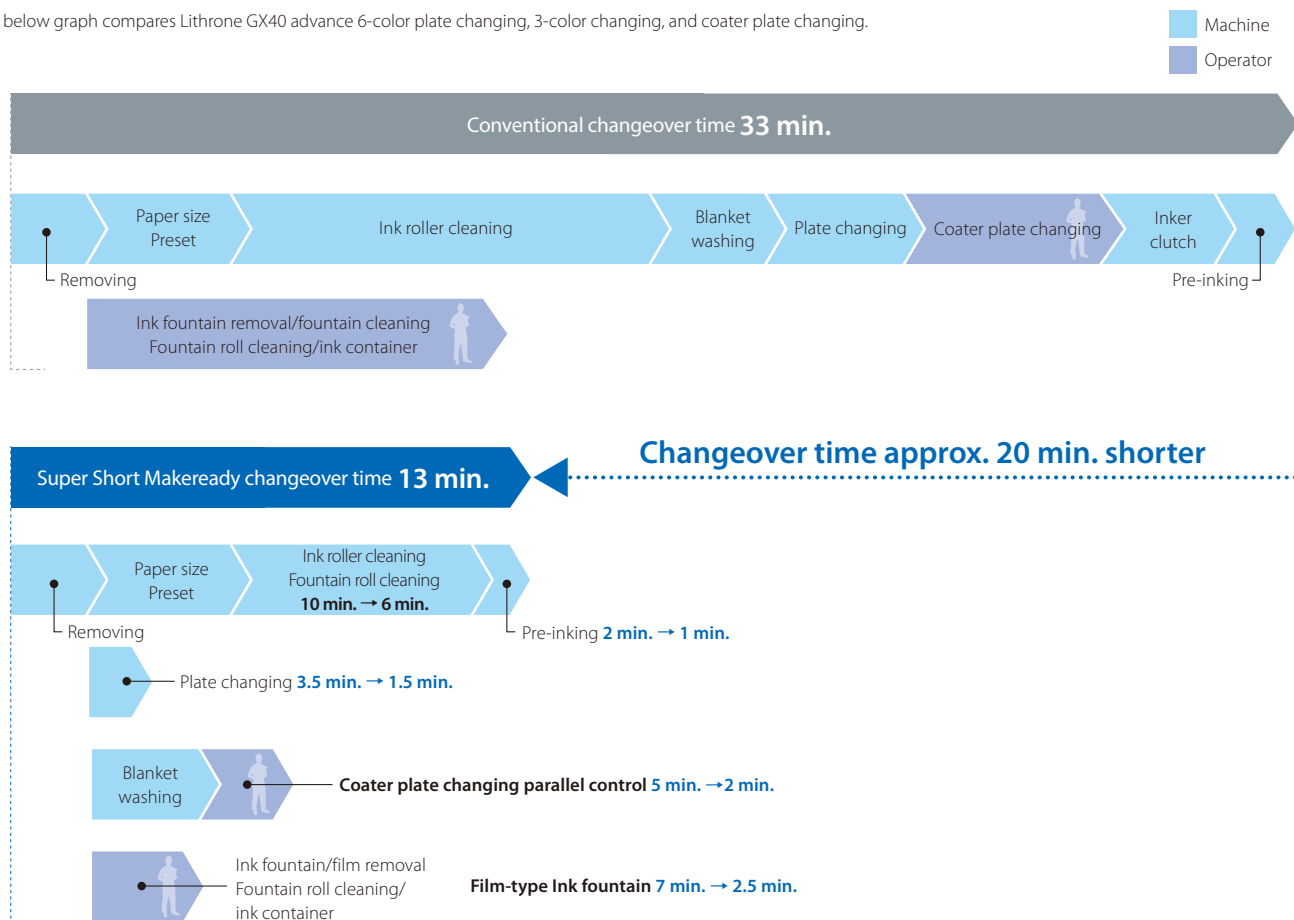 below graph compares Lithrone GX40 advance 6-color plate changing, 3-color changing, and coater plate changing.
Machine
Operator
Conventional changeover time 33 min.
Removing
Paper size
Preset
Ink roller cleaning
Blanket
washing
Plate changing
Coater plate changing
Inker
clutch
Pre-inking
Ink fountain removal/fountain cleaning
Fountain roll cleaning/ink container
Changeover time approx. 20 min. shorter
Super Short Makeready changeover time 13 min.
Removing
Paper size
Preset
Ink roller cleaning
Fountain roll cleaning
10 min. → 6 min.
Pre-inking 2 min. → 1 min.
Plate changing 3.5 min. → 1.5 min.
Blanket
washing
Coater plate changing parallel control 5 min. →2 min.
Ink fountain/film removal
Fountain roll cleaning/
ink container
Film-type Ink fountain 7 min. → 2.5 min.